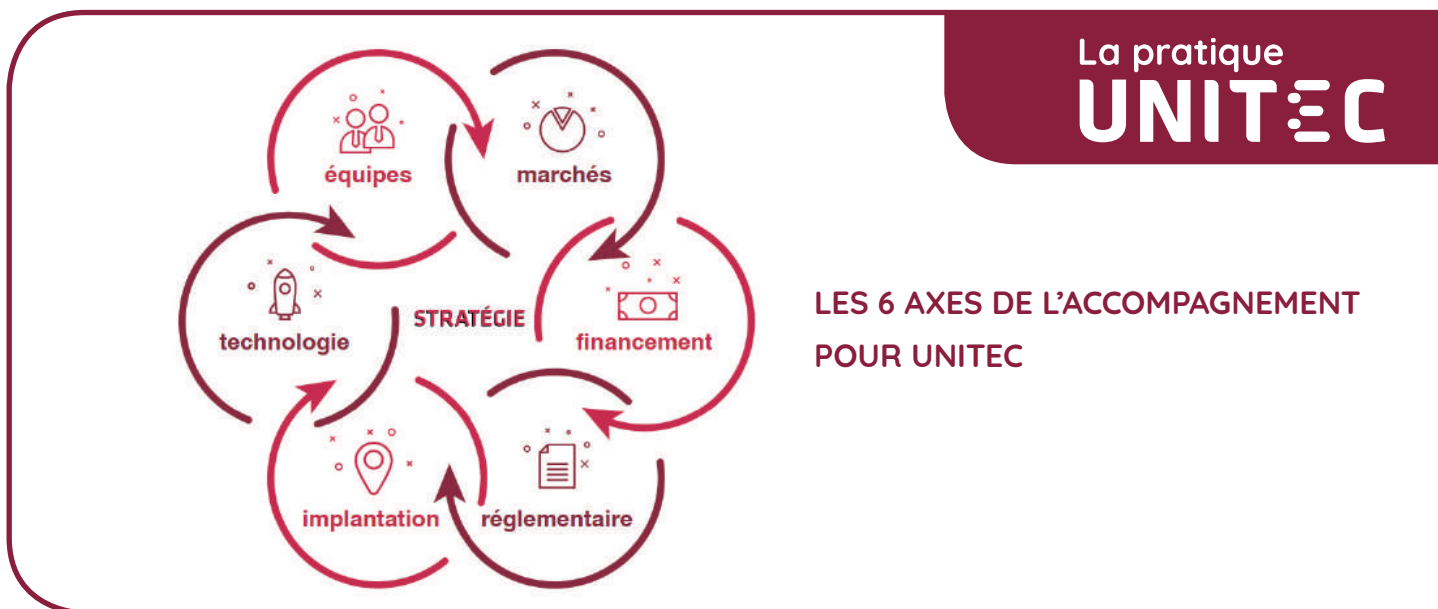 La pratique
UNITEC
équipes
marchés
technologie
STRATÉGIE
financement
implantation
réglementaire
LES 6 AXES DE L’ACCOMPAGNEMENT
POUR UNITEC